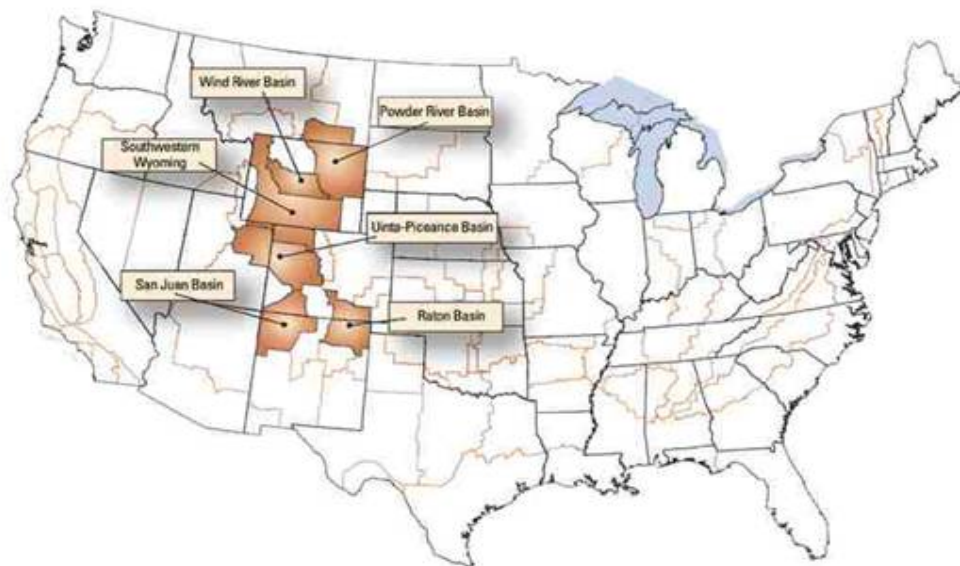 Wind River Basin
Powder River Basin
Southwestern
Wyoming
Uinta-Piceance Basin
San Juan Basin
Raton Basin